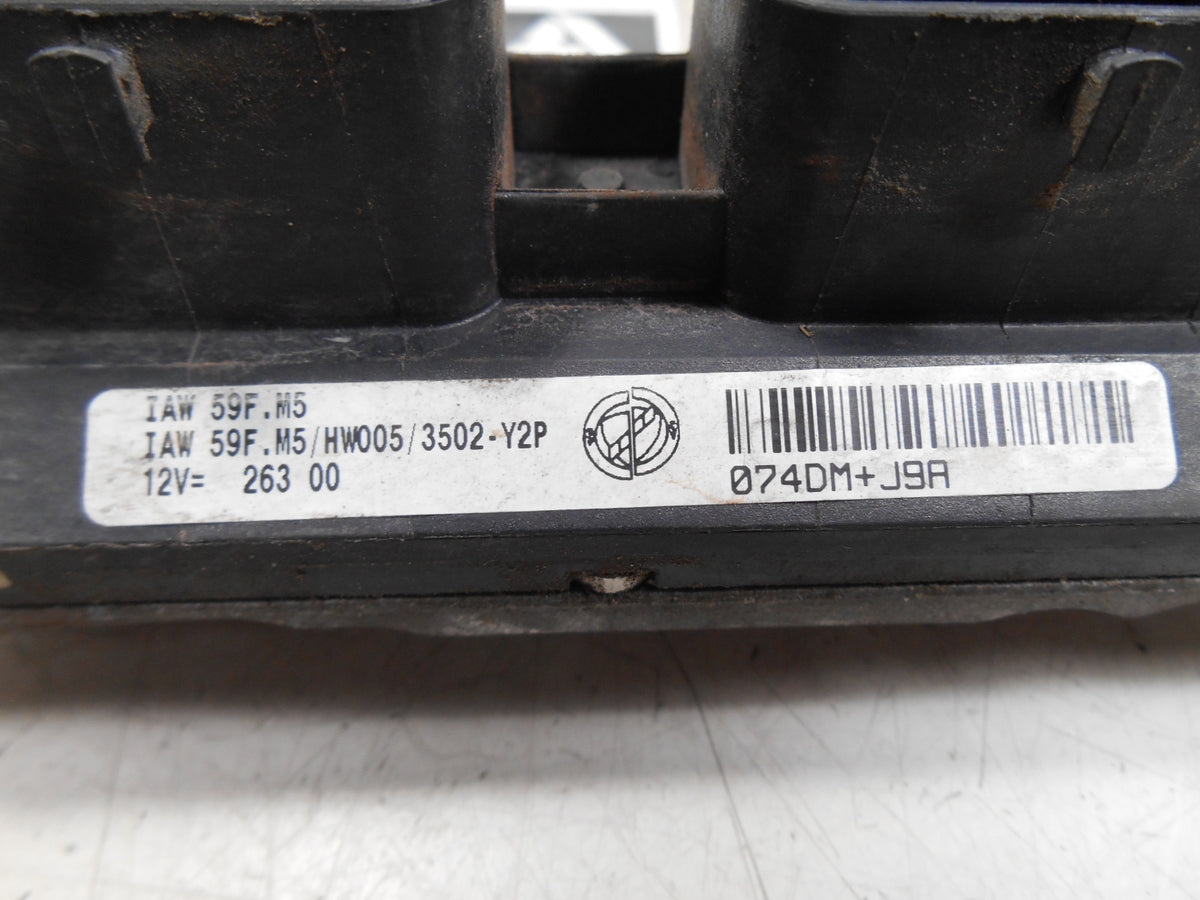 IAW 59F.M5
IAW 59F.M5/HW005/3502-Y2P
12V= 263 00
074DM+J9A